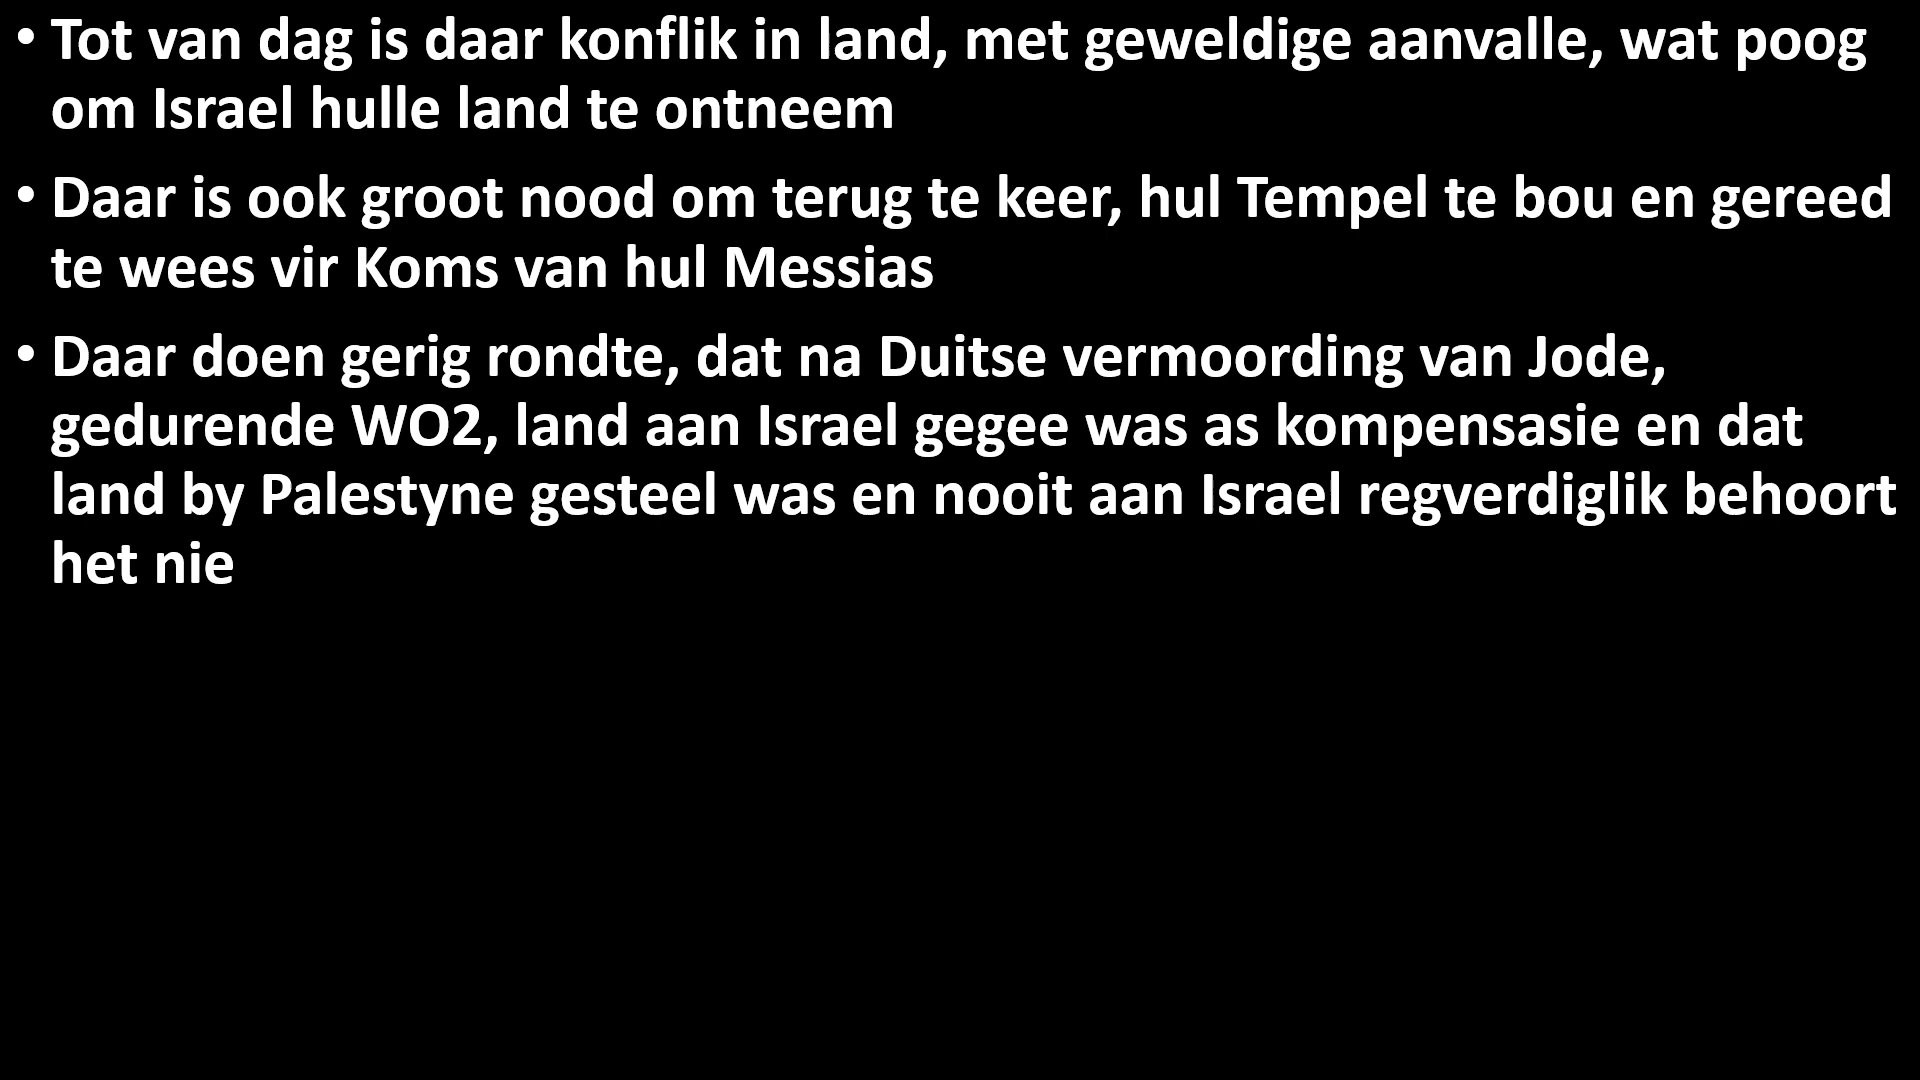 • Tot van dag is daar konflik in land, met geweldige aanvalle, wat poog
om Israel hulle land te ontneem
• Daar is ook groot nood om terug te keer, hul Tempel te bou en gereed
te wees vir Koms van hul Messias
• Daar doen gerig rondte, dat na Duitse vermoording van Jode,
gedurende WO2, land aan Israel gegee was as kompensasie en dat
land by Palestyne gesteel was en nooit aan Israel regverdiglik behoort
het nie